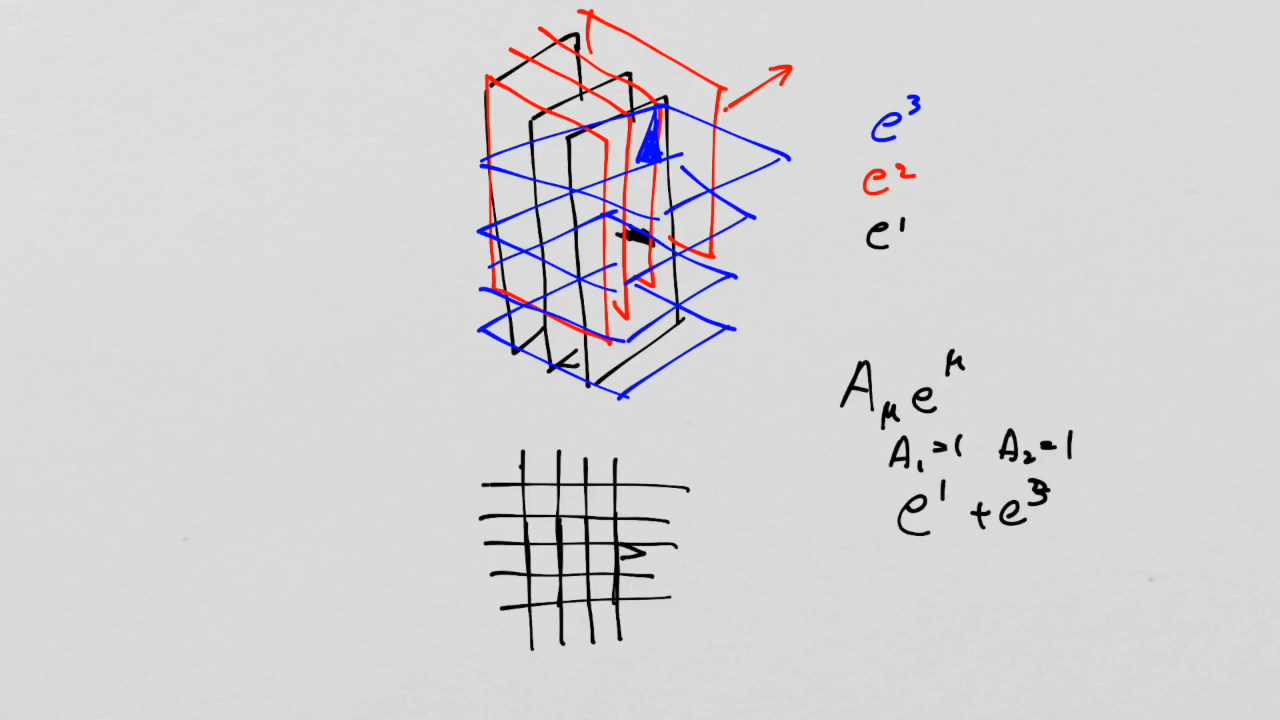 e³
e²
e¹
A_μ e^μ
A₁=1 A₂=1
e¹ + e³